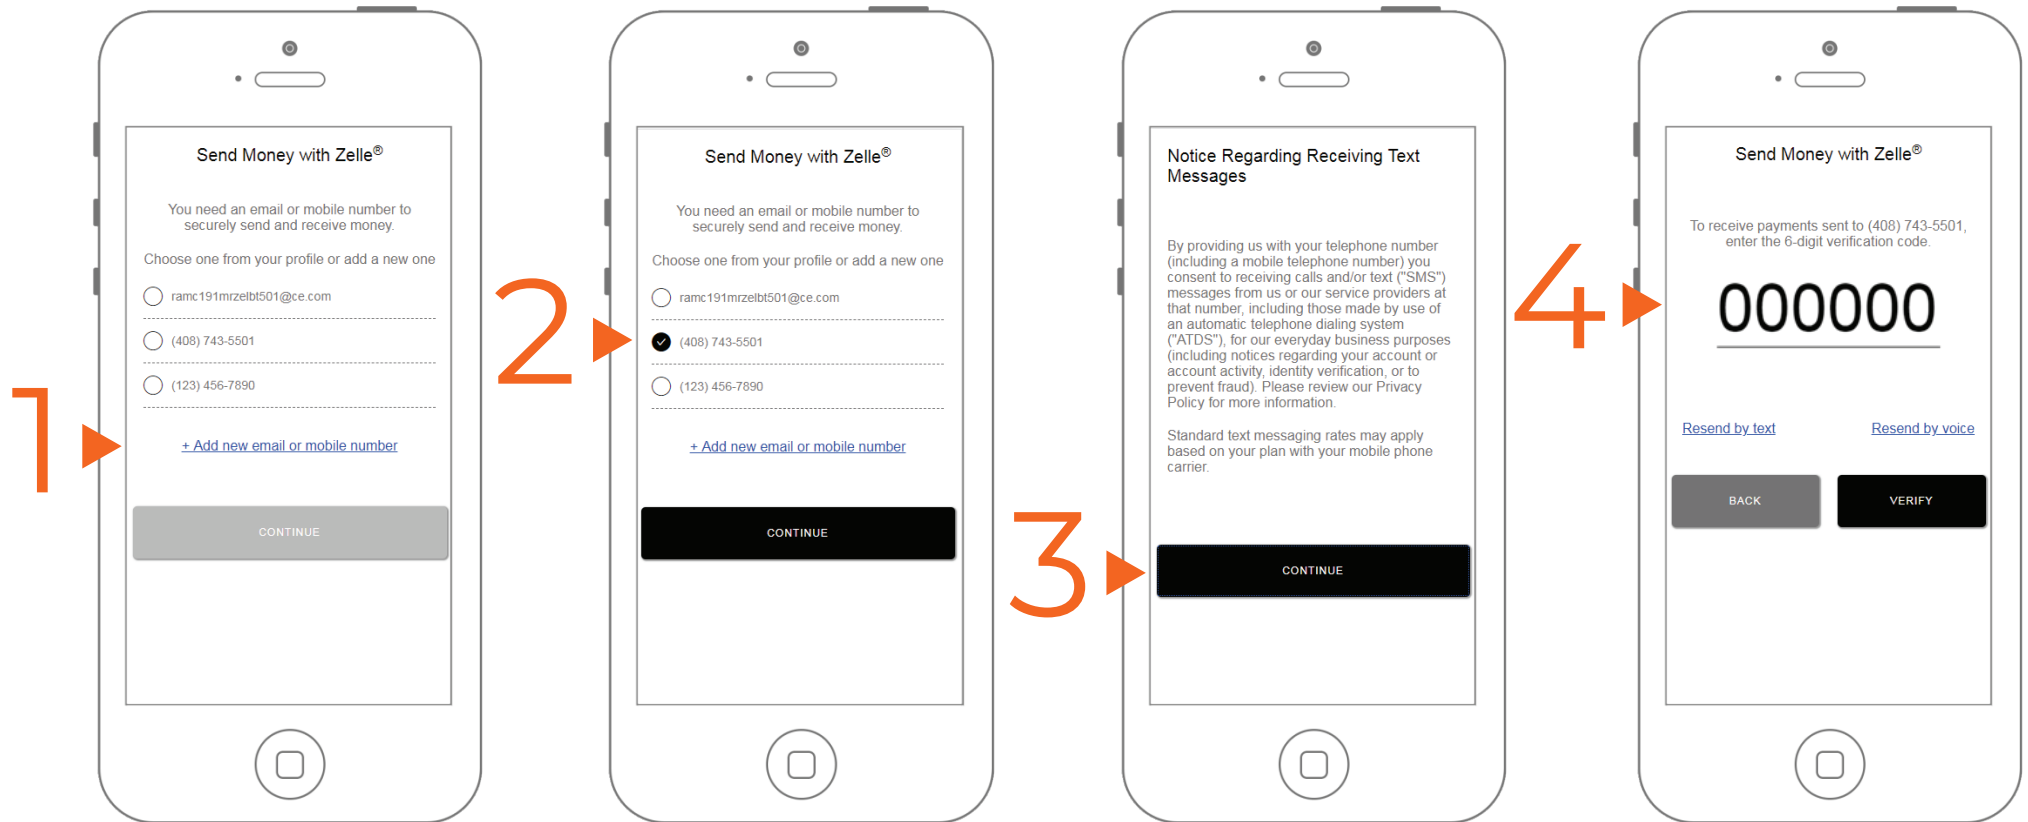 1
Send Money with Zelle®
You need an email or mobile number to
securely send and receive money.
Choose one from your profile or add a new one
ramc191mrzelbt501@ce.com
(408) 743-5501
(123) 456-7890
+ Add new email or mobile number
CONTINUE
2
Send Money with Zelle®
You need an email or mobile number to
securely send and receive money.
Choose one from your profile or add a new one
ramc191mrzelbt501@ce.com
(408) 743-5501
(123) 456-7890
+ Add new email or mobile number
CONTINUE
3
Notice Regarding Receiving Text
Messages
By providing us with your telephone number
(including a mobile telephone number) you
consent to receiving calls and/or text ("SMS")
messages from us or our service providers at
that number, including those made by use of
an automatic telephone dialing system
("ATDS"), for our everyday business purposes
(including notices regarding your account or
account activity, identity verification, or to
prevent fraud). Please review our Privacy
Policy for more information.
Standard text messaging rates may apply
based on your plan with your mobile phone
carrier.
CONTINUE
4
Send Money with Zelle®
To receive payments sent to (408) 743-5501,
enter the 6-digit verification code.
000000
Resend by text
Resend by voice
BACK
VERIFY